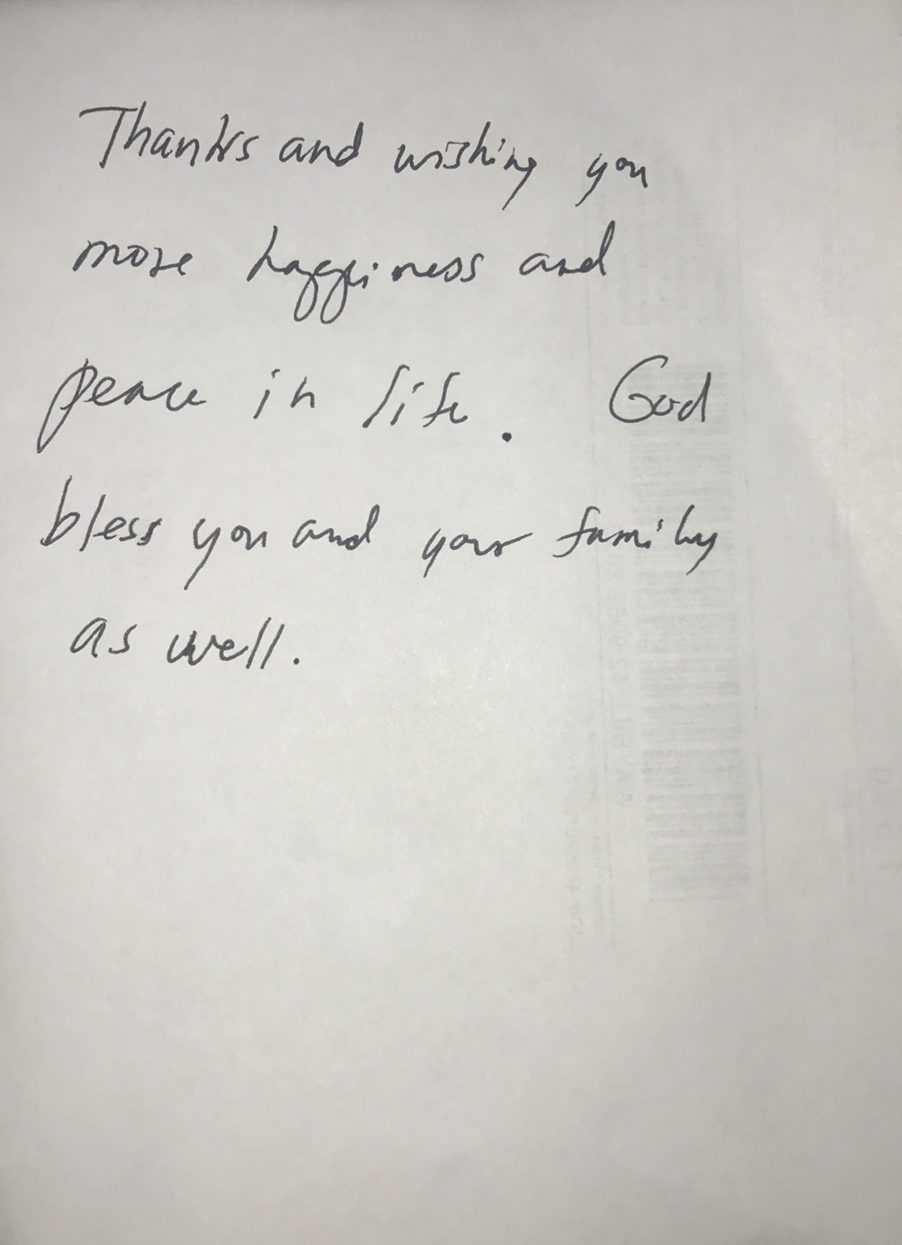 Thanks and wishing you
more happiness and
peace in life. God
bless you and your family
as well.